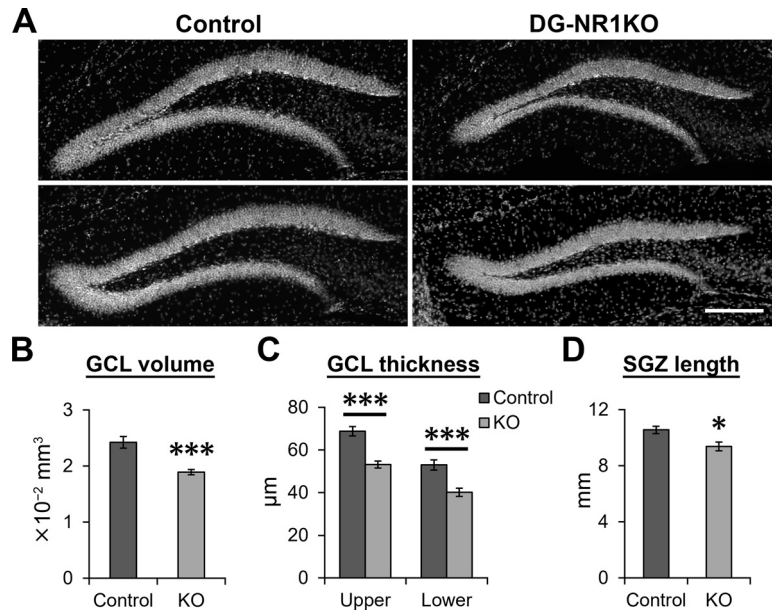 A
Control
DG-NR1KO
B
GCL volume
×10⁻² mm³
3
2
1
0
***
Control
KO
C
GCL thickness
µm
80
60
40
20
0
***
***
Control
KO
Upper
Lower
D
SGZ length
mm
12
8
4
0
*
Control
KO